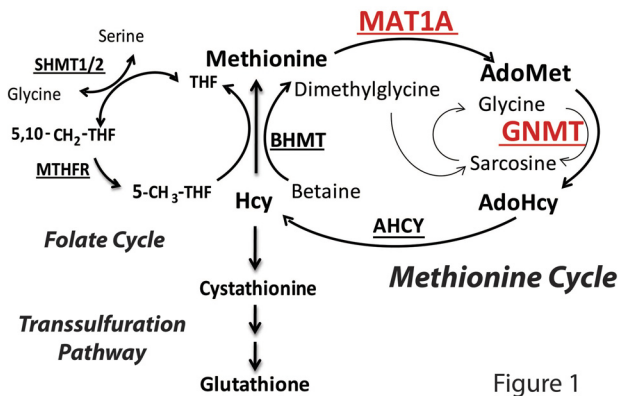 MAT1A
Serine
SHMT1/2
Methionine
AdoMet
THF
Dimethylglycine
Glycine
Glycine
5,10-CH2-THF
GNMT
BHMT
MTHFR
Sarcosine
5-CH3-THF
Betaine
Hcy
AdoHcy
AHCY
Folate Cycle
Methionine Cycle
Cystathionine
Transsulfuration
Pathway
Glutathione
Figure 1